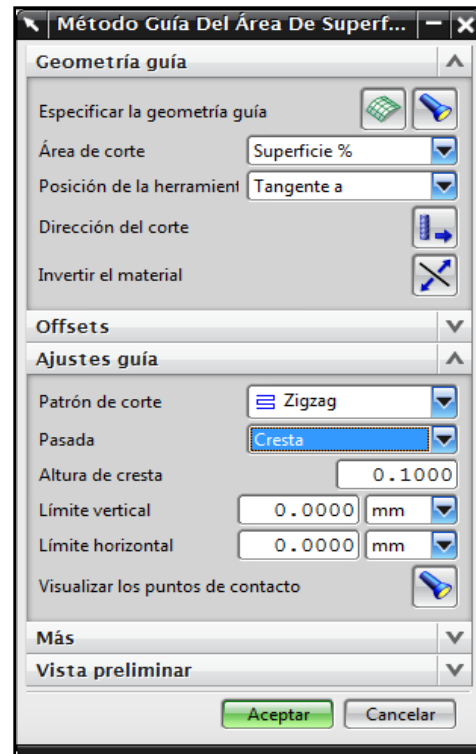 Método Guía Del Área De Superf...
Geometría guía
Especificar la geometría guía
Área de corte Superficie %
Posición de la herramient Tangente a
Dirección del corte
Invertir el material
Offsets
Ajustes guía
Patrón de corte Zigzag
Pasada Cresta
Altura de cresta 0.1000
Límite vertical 0.0000 mm
Límite horizontal 0.0000 mm
Visualizar los puntos de contacto
Más
Vista preliminar
Aceptar Cancelar